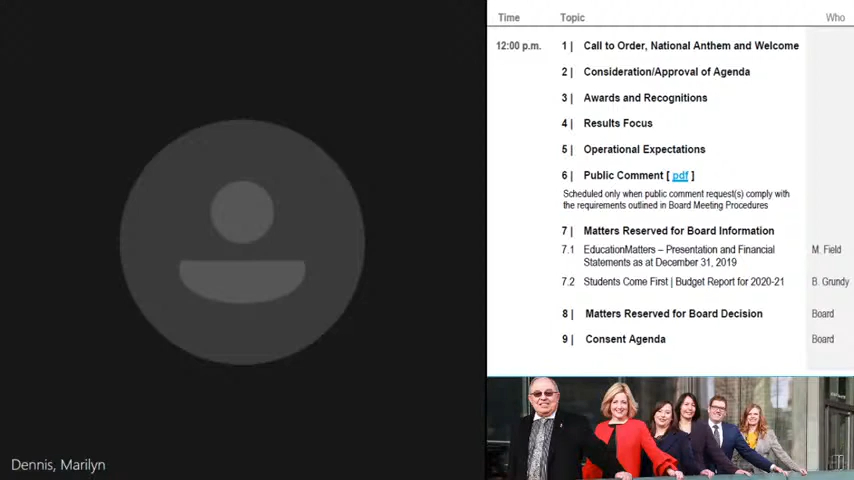 Time Topic Who
12:00 p.m. 1 | Call to Order, National Anthem and Welcome
2 | Consideration/Approval of Agenda
3 | Awards and Recognitions
4 | Results Focus
5 | Operational Expectations
6 | Public Comment [ pdf ]
Scheduled only when public comment request(s) comply with
the requirements outlined in Board Meeting Procedures
7 | Matters Reserved for Board Information
7.1 EducationMatters – Presentation and Financial M. Field
Statements as at December 31, 2019
7.2 Students Come First | Budget Report for 2020-21 B. Grundy
8 | Matters Reserved for Board Decision Board
9 | Consent Agenda Board
Dennis, Marilyn